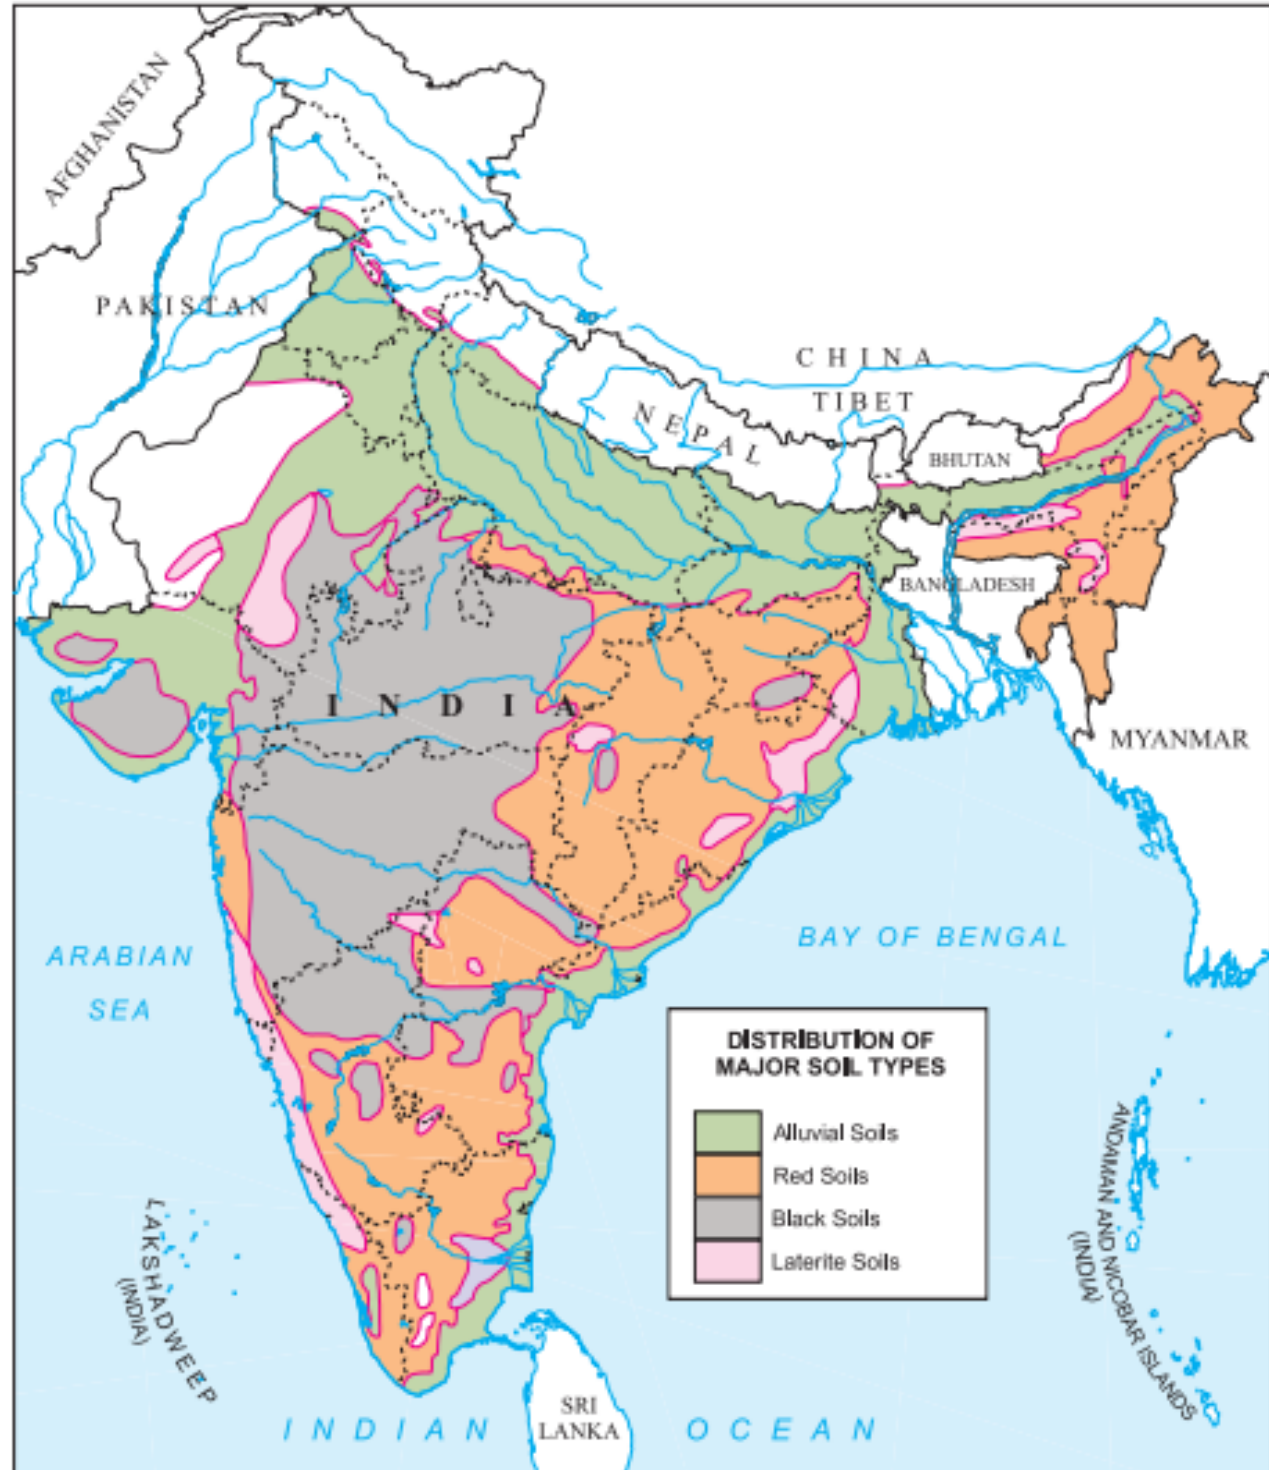 AFGHANISTAN
PAKISTAN
CHINA
TIBET
NEPAL
BHUTAN
BANGLADESH
INDIA
MYANMAR
ARABIAN
SEA
BAY OF BENGAL
DISTRIBUTION OF
MAJOR SOIL TYPES
Alluvial Soils
Red Soils
Black Soils
Laterite Soils
LAKSHADWEEP
(INDIA)
ANDAMAN AND NICOBAR ISLANDS
(INDIA)
SRI
LANKA
INDIAN OCEAN